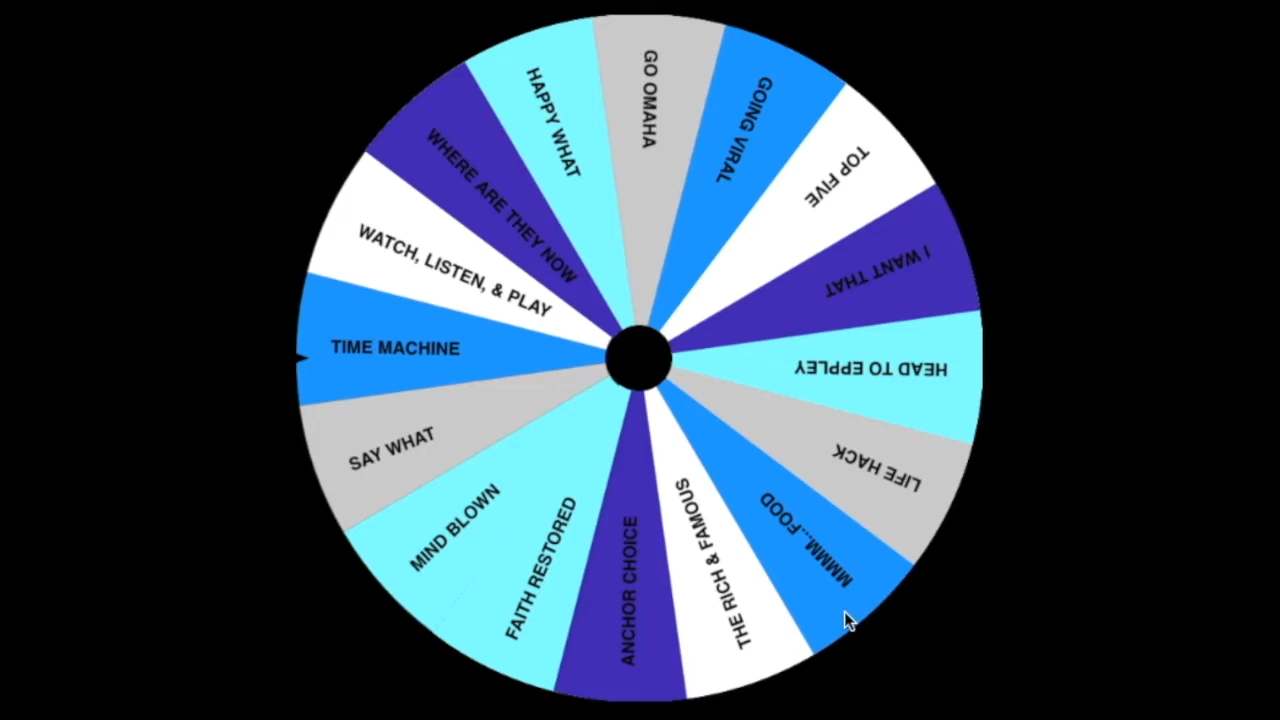 GO OMAHA
GOING VIRAL
TOP FIVE
I WANT THAT
HEAD TO EPPLEY
LIFE HACK
MMMM...FOOD
THE RICH & FAMOUS
ANCHOR CHOICE
FAITH RESTORED
MIND BLOWN
SAY WHAT
TIME MACHINE
WATCH, LISTEN, & PLAY
WHERE ARE THEY NOW
HAPPY WHAT